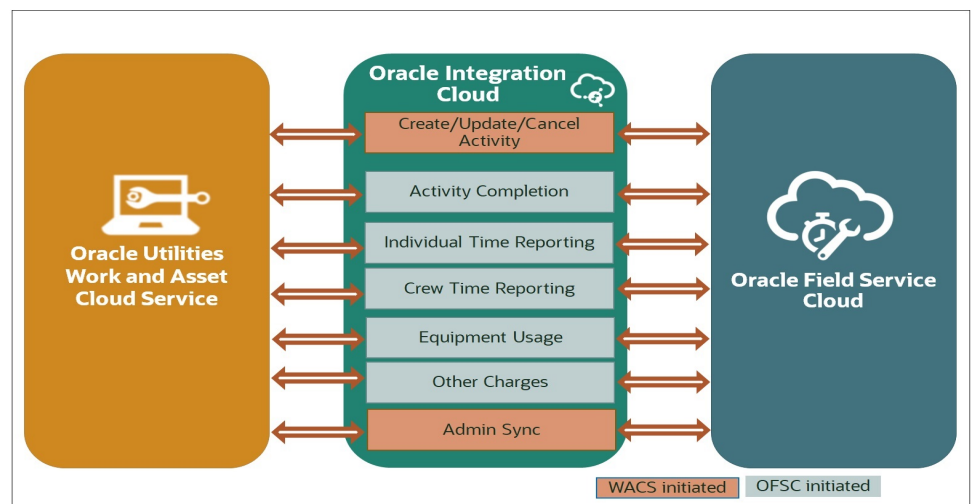 Oracle Utilities
Work and Asset
Cloud Service
Oracle Integration
Cloud
Create/Update/Cancel
Activity
Activity Completion
Individual Time Reporting
Crew Time Reporting
Equipment Usage
Other Charges
Admin Sync
Oracle Field Service
Cloud
WACS initiated
OFSC initiated